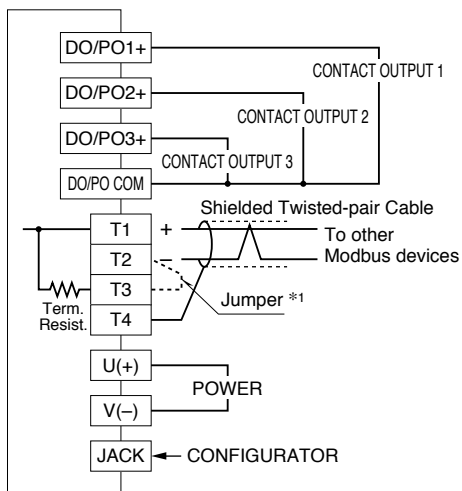 DO/PO1+
CONTACT OUTPUT 1
DO/PO2+
CONTACT OUTPUT 2
DO/PO3+
CONTACT OUTPUT 3
DO/PO COM
Shielded Twisted-pair Cable
T1 +
To other
Modbus devices
T2 –
T3
Jumper *1
Term.
Resist.
T4
U(+)
POWER
V(–)
JACK CONFIGURATOR